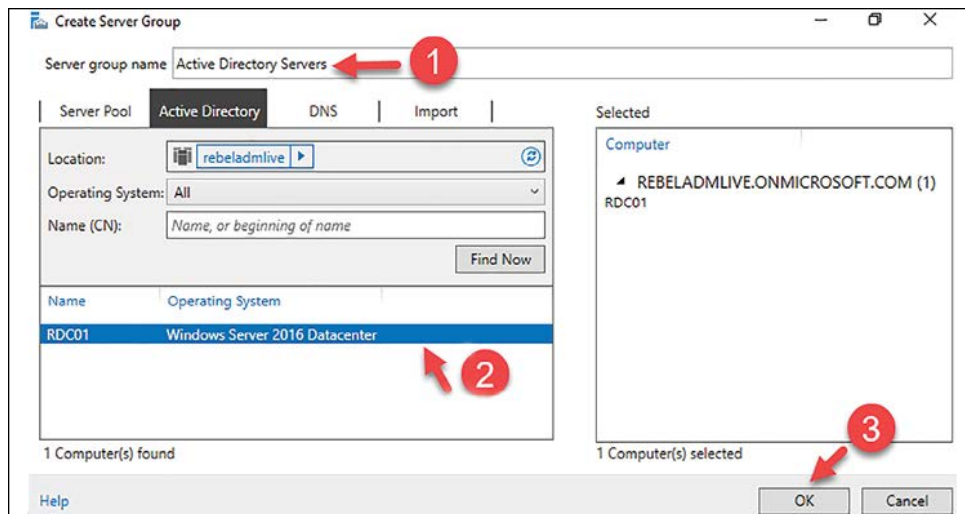 Create Server Group
Server group name Active Directory Servers
1
Server Pool Active Directory DNS Import
Location: rebeladmlive
Operating System: All
Name (CN): Name, or beginning of name
Find Now
Name Operating System
RDC01 Windows Server 2016 Datacenter
2
1 Computer(s) found
Selected
Computer
REBELADMLIVE.ONMICROSOFT.COM (1)
RDC01
1 Computer(s) selected
3
Help
OK Cancel